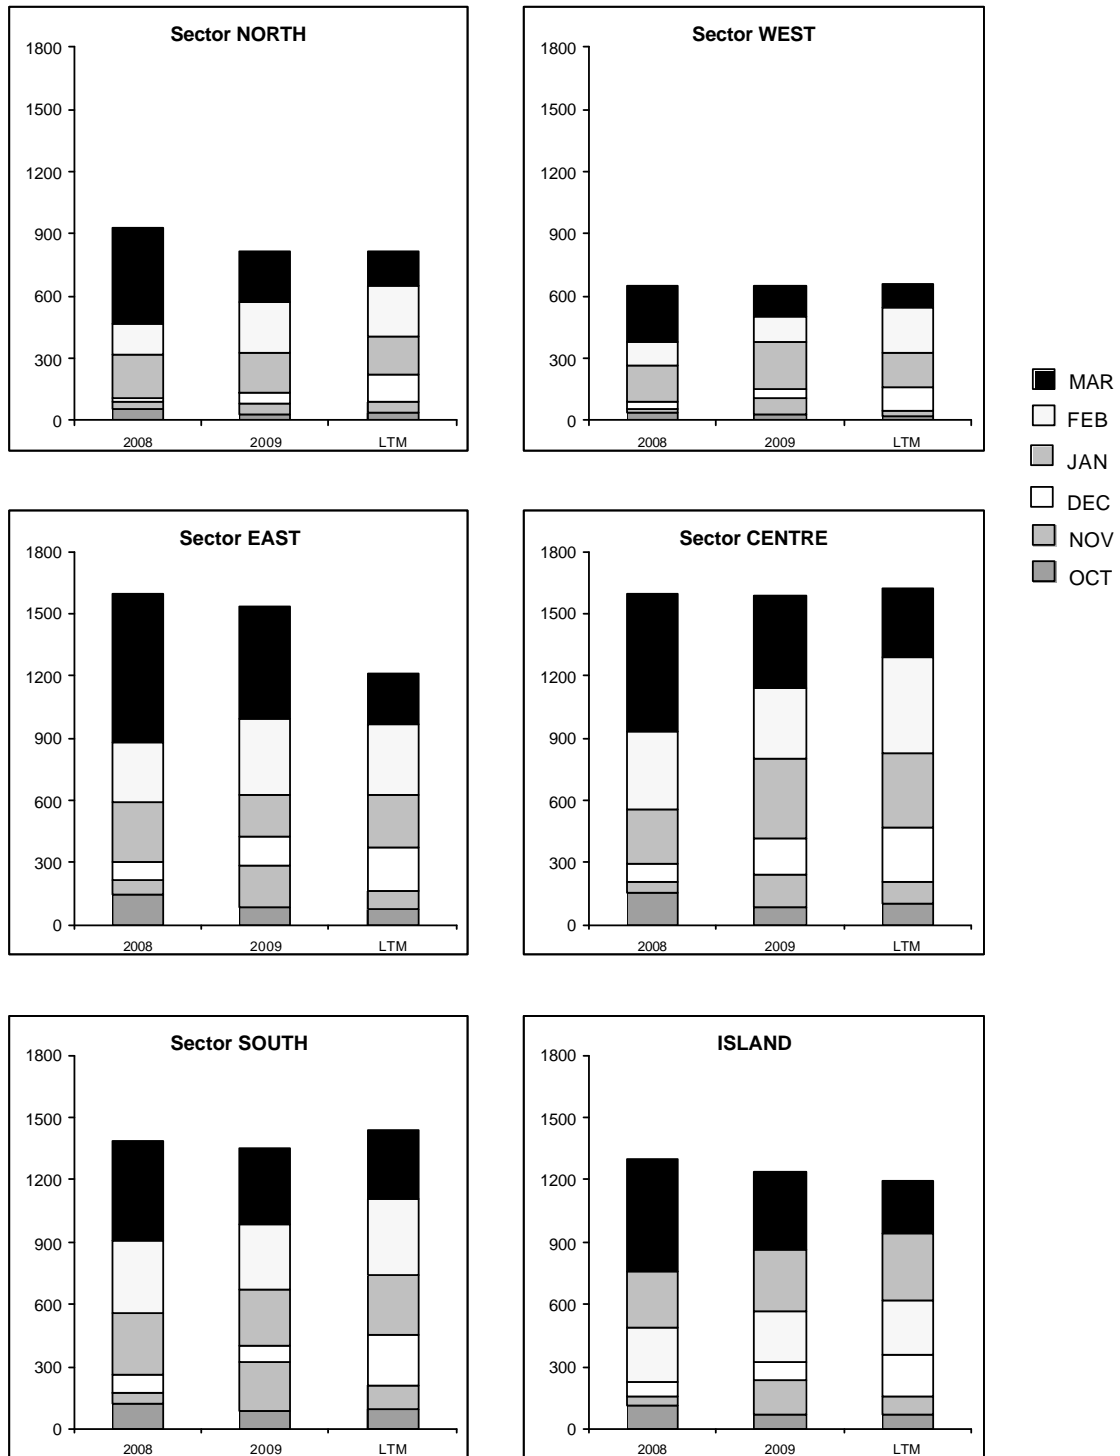 Sector NORTH
1800
1500
1200
900
600
300
0
2008 2009 LTM
Sector WEST
1800
1500
1200
900
600
300
0
2008 2009 LTM
MAR
FEB
JAN
DEC
NOV
OCT
Sector EAST
1800
1500
1200
900
600
300
0
2008 2009 LTM
Sector CENTRE
1800
1500
1200
900
600
300
0
2008 2009 LTM
Sector SOUTH
1800
1500
1200
900
600
300
0
2008 2009 LTM
ISLAND
1800
1500
1200
900
600
300
0
2008 2009 LTM